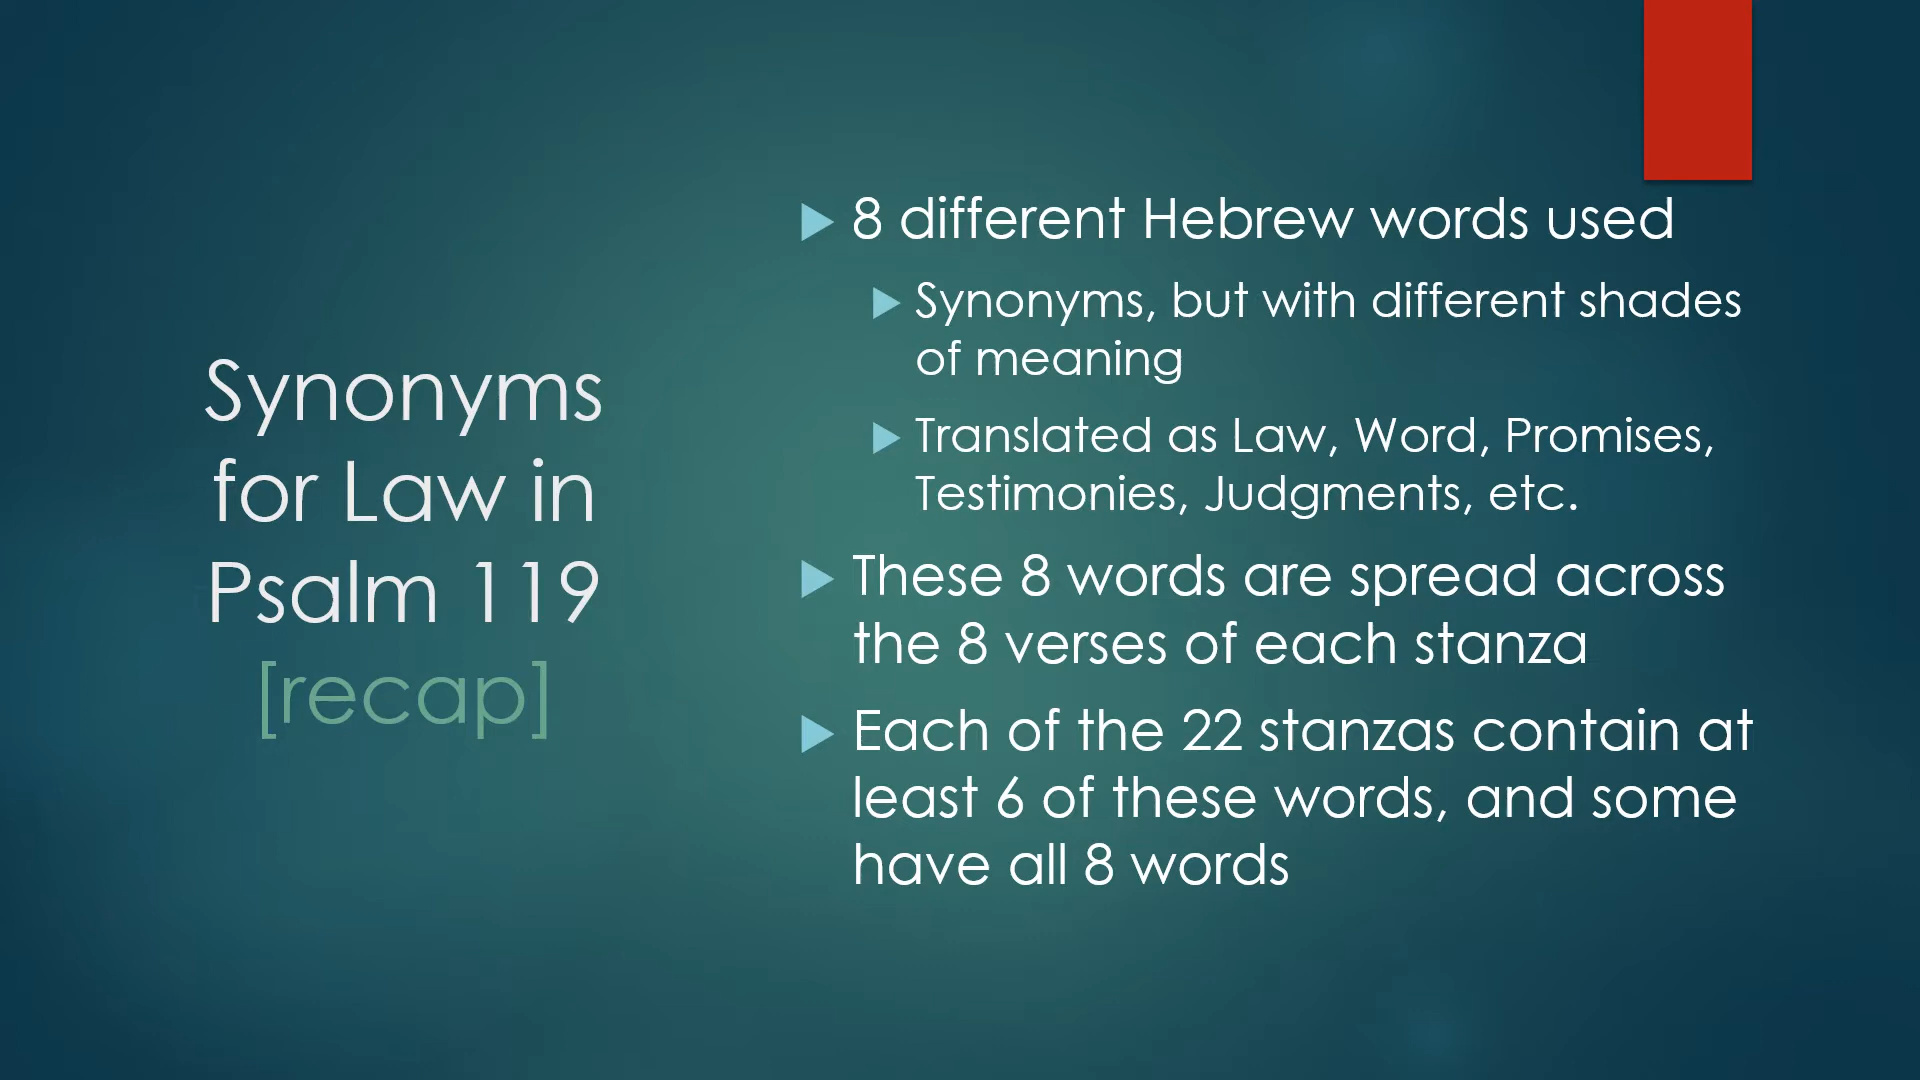 Synonyms
for Law in
Psalm 119
[recap]
8 different Hebrew words used
Synonyms, but with different shades
of meaning
Translated as Law, Word, Promises,
Testimonies, Judgments, etc.
These 8 words are spread across
the 8 verses of each stanza
Each of the 22 stanzas contain at
least 6 of these words, and some
have all 8 words